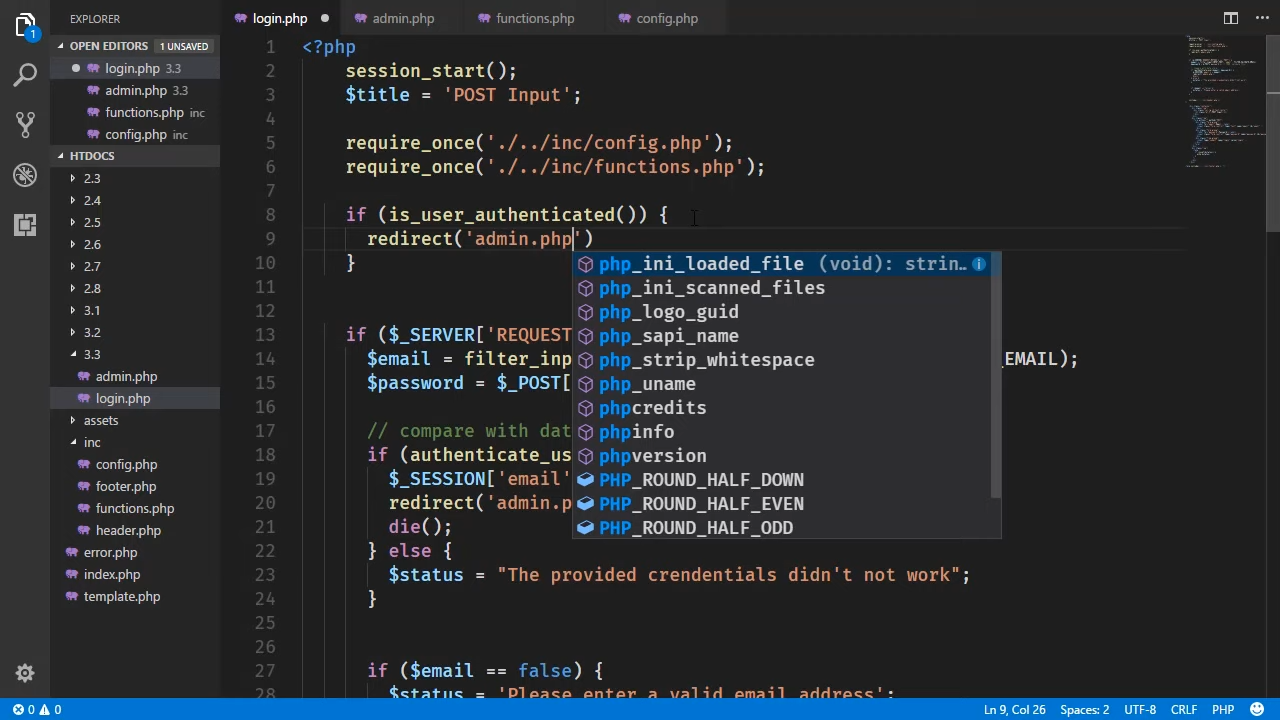 EXPLORER
OPEN EDITORS 1 UNSAVED
login.php 3.3
admin.php 3.3
functions.php inc
config.php inc
HTDOCS
2.3
2.4
2.5
2.6
2.7
2.8
3.1
3.2
3.3
admin.php
login.php
assets
inc
config.php
footer.php
functions.php
header.php
error.php
index.php
template.php
1
login.php admin.php functions.php config.php
1 <?php
2 session_start();
3 $title = 'POST Input';
4
5 require_once('./../inc/config.php');
6 require_once('./../inc/functions.php');
7
8 if (is_user_authenticated()) {
9 redirect('admin.php')
10 }
11
12
13 if ($_SERVER['REQUEST
14 $email = filter_inp _EMAIL);
15 $password = $_POST[
16
17 // compare with dat
18 if (authenticate_us
19 $_SESSION['email'
20 redirect('admin.p
21 die();
22 } else {
23 $status = "The provided crendentials didn't not work";
24 }
25
26
27 if ($email == false) {
28 $status = 'Please enter a valid email address';
php_ini_loaded_file (void): strin…
php_ini_scanned_files
php_logo_guid
php_sapi_name
php_strip_whitespace
php_uname
phpcredits
phpinfo
phpversion
PHP_ROUND_HALF_DOWN
PHP_ROUND_HALF_EVEN
PHP_ROUND_HALF_ODD
0 0 Ln 9, Col 26 Spaces: 2 UTF-8 CRLF PHP